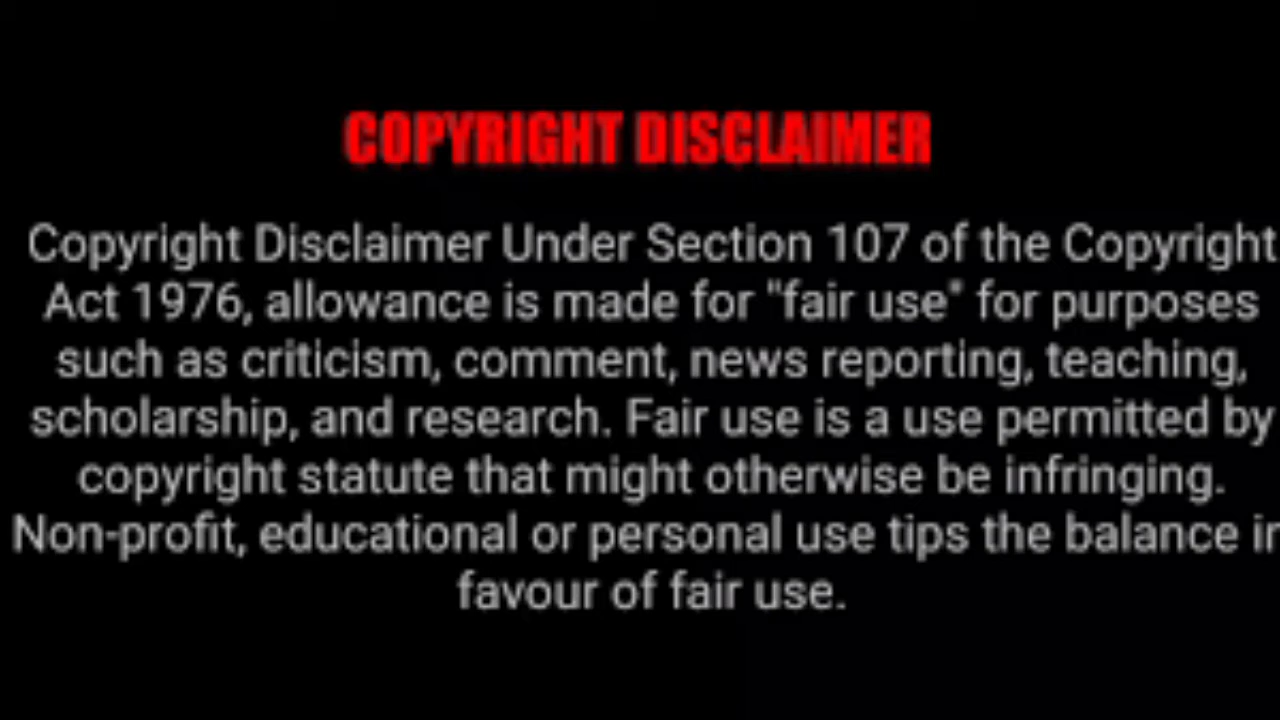 COPYRIGHT DISCLAIMER
Copyright Disclaimer Under Section 107 of the Copyright
Act 1976, allowance is made for "fair use" for purposes
such as criticism, comment, news reporting, teaching,
scholarship, and research. Fair use is a use permitted by
copyright statute that might otherwise be infringing.
Non-profit, educational or personal use tips the balance in
favour of fair use.